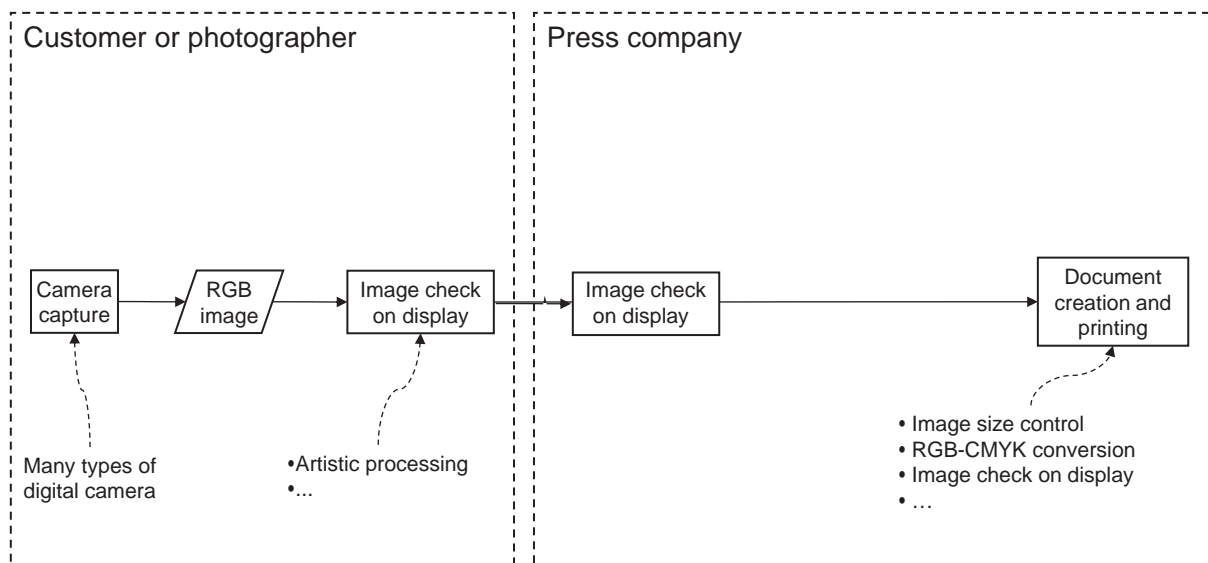 Customer or photographer
Press company
Camera
capture
RGB
image
Image check
on display
Image check
on display
Document
creation and
printing
Many types of
digital camera
•Artistic processing
•...
• Image size control
• RGB-CMYK conversion
• Image check on display
• …